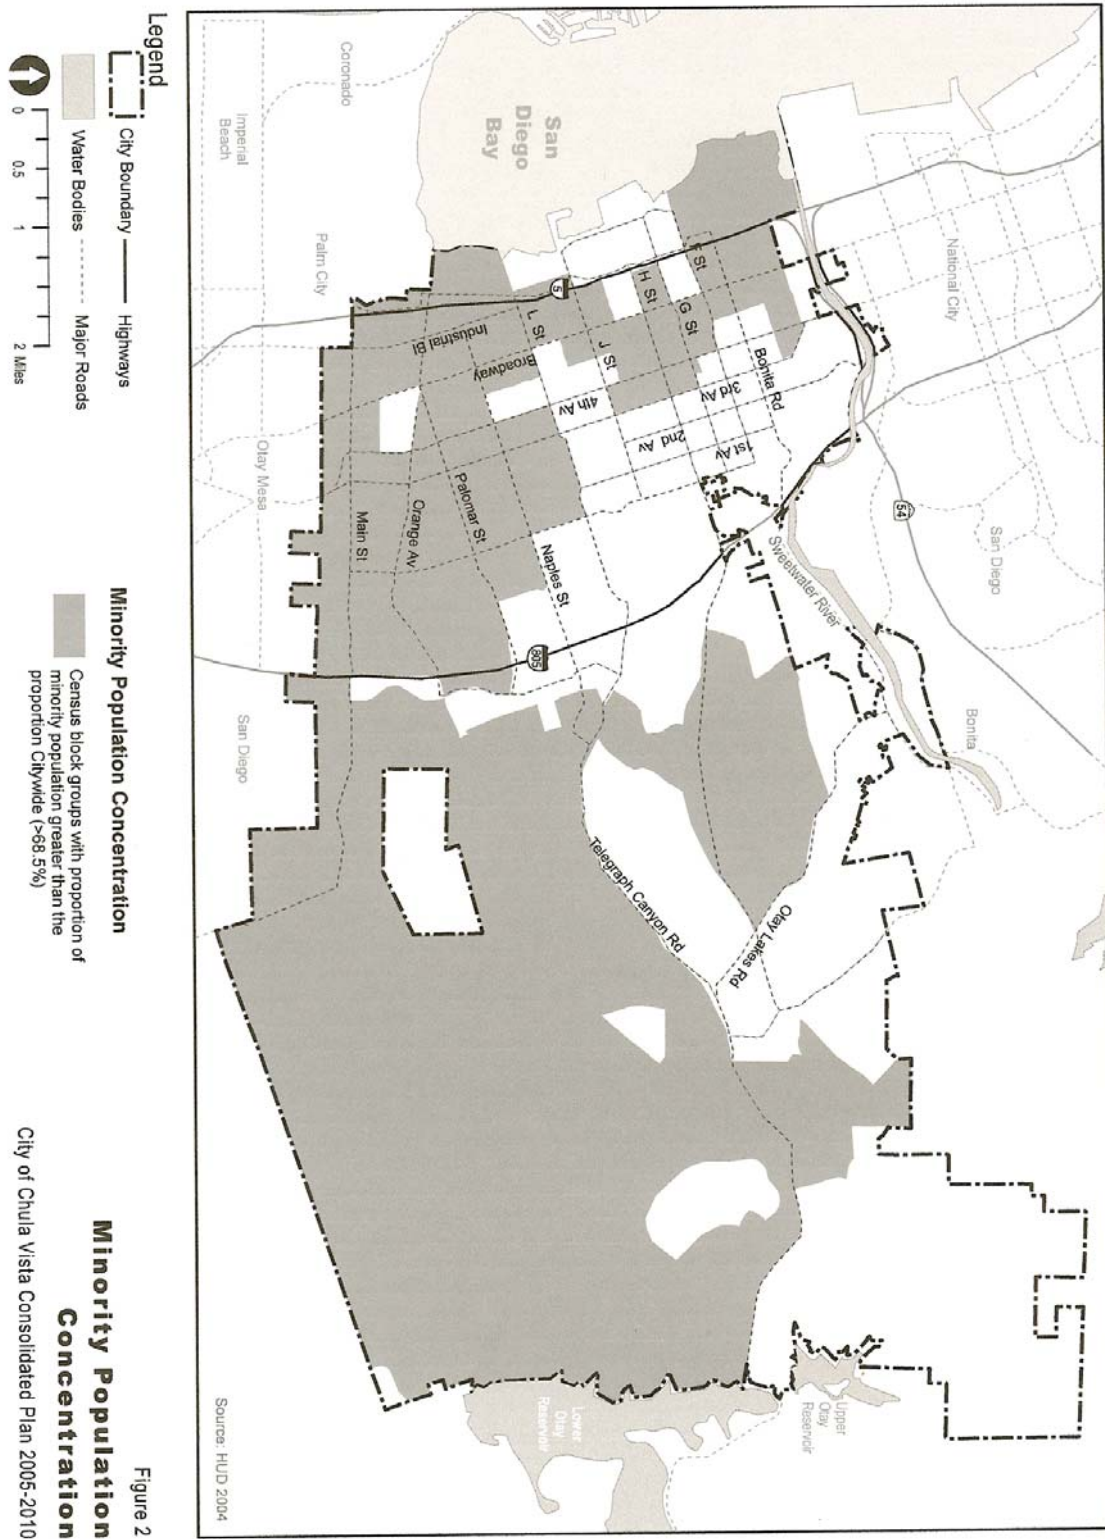 Coronado
Imperial
Beach
San
Diego
Bay
Palm City
National City
San Diego
Bonita
Otay Mesa
San Diego
54
5
805
Sweetwater River
F St
G St
H St
J St
L St
Bonita Rd
1st Av
2nd Av
3rd Av
4th Av
Broadway
Industrial Bl
Naples St
Palomar St
Orange Av
Main St
Telegraph Canyon Rd
Otay Lakes Rd
Upper
Otay
Reservoir
Lower
Otay
Reservoir
Source: HUD 2004
Legend
City Boundary
Highways
Water Bodies
Major Roads
0 0.5 1 2 Miles
Minority Population Concentration
Census block groups with proportion of
minority population greater than the
proportion Citywide (>68.5%)
Figure 2
Minority Population
Concentration
City of Chula Vista Consolidated Plan 2005-2010